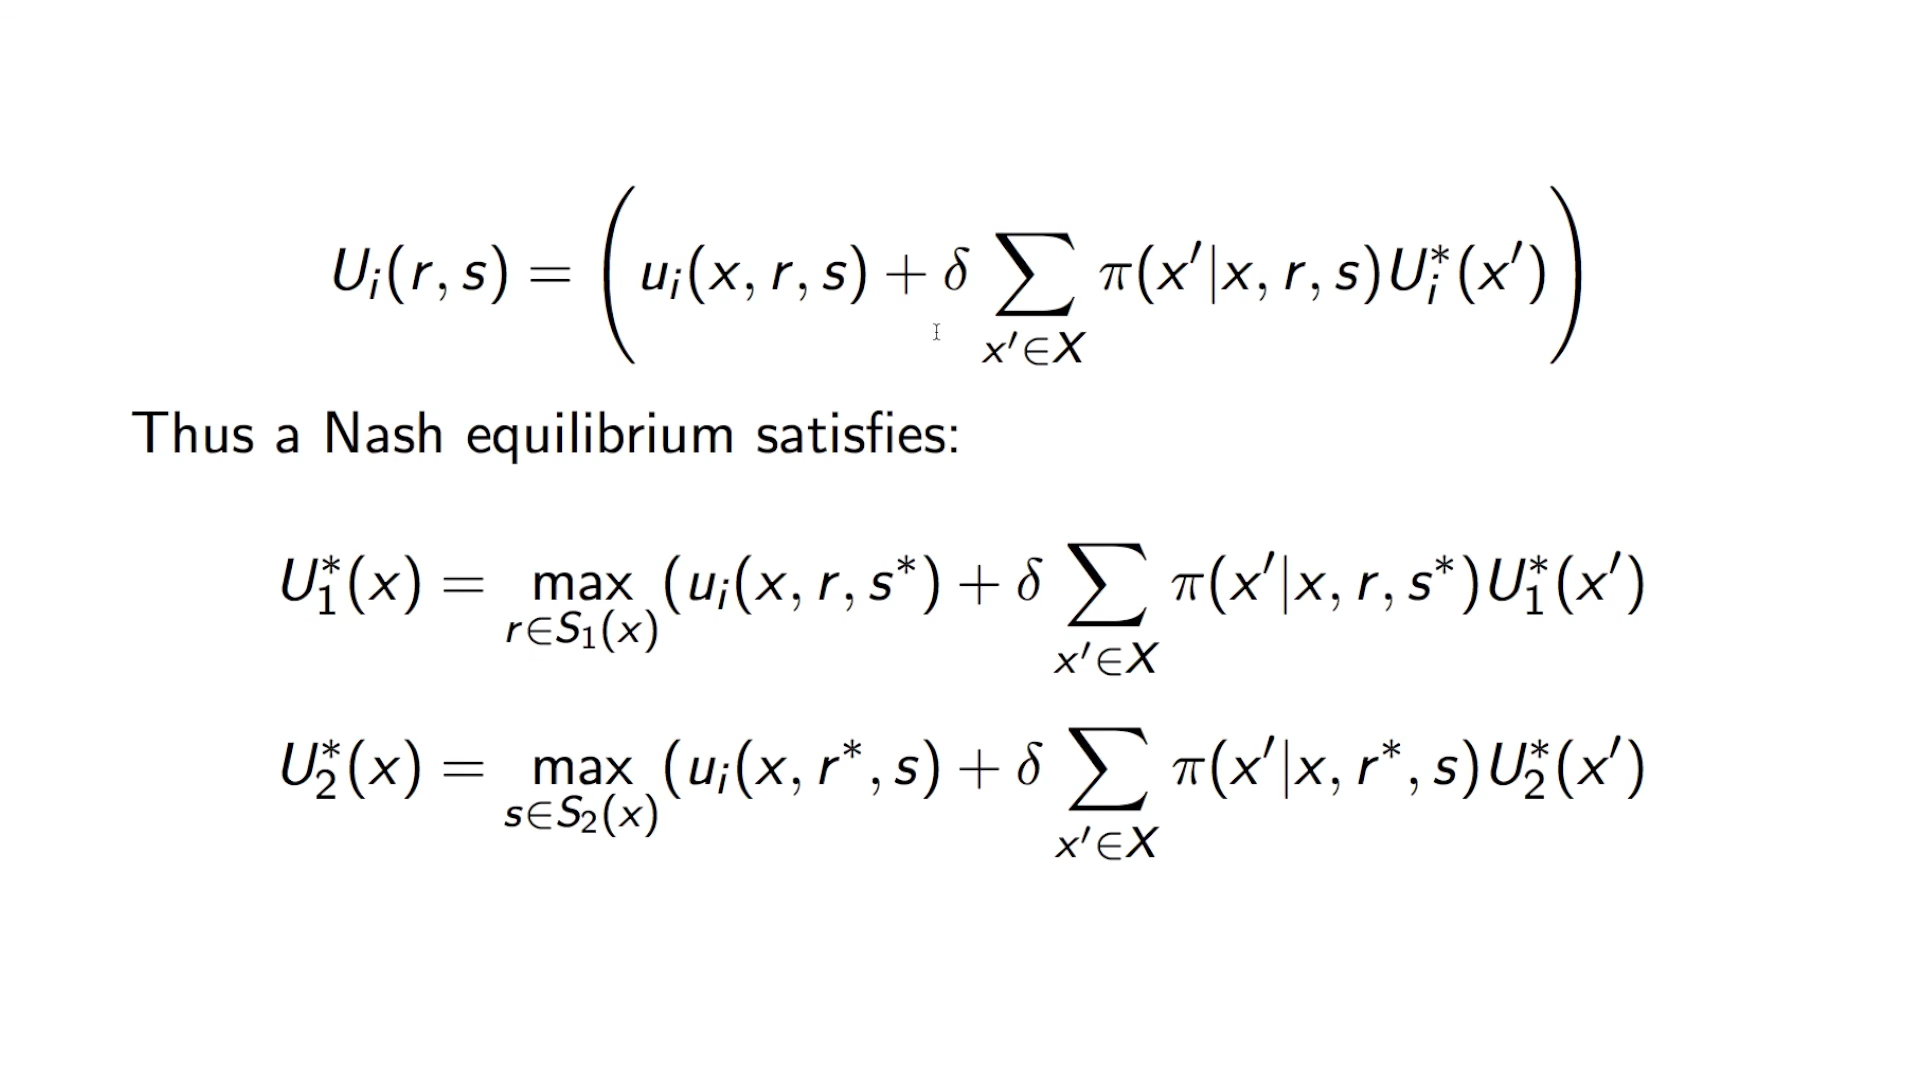 U_i(r, s) = ( u_i(x, r, s) + δ ∑_{x′∈X} π(x′|x, r, s)U_i^*(x′) )
Thus a Nash equilibrium satisfies:
U_1^*(x) = max_{r∈S_1(x)} (u_i(x, r, s^*) + δ ∑_{x′∈X} π(x′|x, r, s^*)U_1^*(x′)
U_2^*(x) = max_{s∈S_2(x)} (u_i(x, r^*, s) + δ ∑_{x′∈X} π(x′|x, r^*, s)U_2^*(x′)